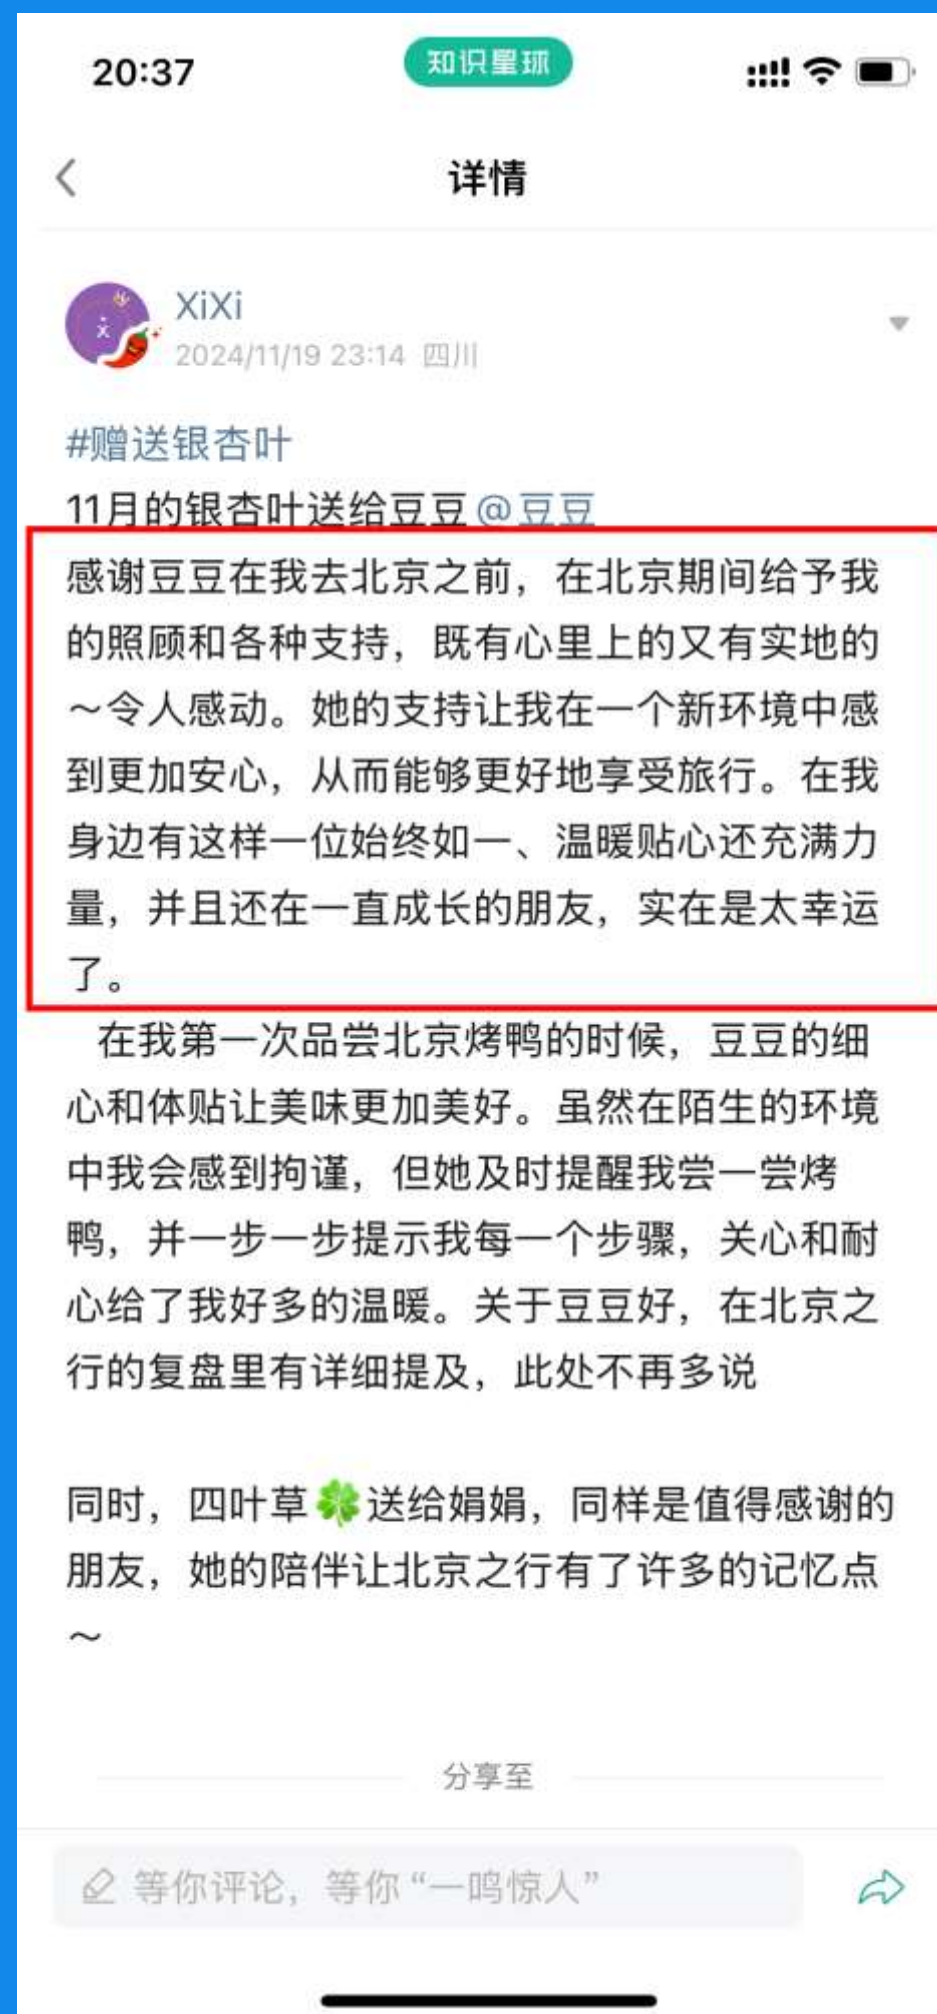 20:37
知识星球
详情
XiXi
2024/11/19 23:14 四川
#赠送银杏叶
11月的银杏叶送给豆豆@豆豆
感谢豆豆在我去北京之前，在北京期间给予我
的照顾和各种支持，既有心里上的又有实地的
～令人感动。她的支持让我在一个新环境中感
到更加安心，从而能够更好地享受旅行。在我
身边有这样一位始终如一、温暖贴心还充满力
量，并且还在一直成长的朋友，实在是太幸运
了。
在我第一次品尝北京烤鸭的时候，豆豆的细
心和体贴让美味更加美好。虽然在陌生的环境
中我会感到拘谨，但她及时提醒我尝一尝烤
鸭，并一步一步提示我每一个步骤，关心和耐
心给了我好多的温暖。关于豆豆好，在北京之
行的复盘里有详细提及，此处不再多说
同时，四叶草🍀送给娟娟，同样是值得感谢的
朋友，她的陪伴让北京之行有了许多的记忆点
～
分享至
等你评论，等你“一鸣惊人”